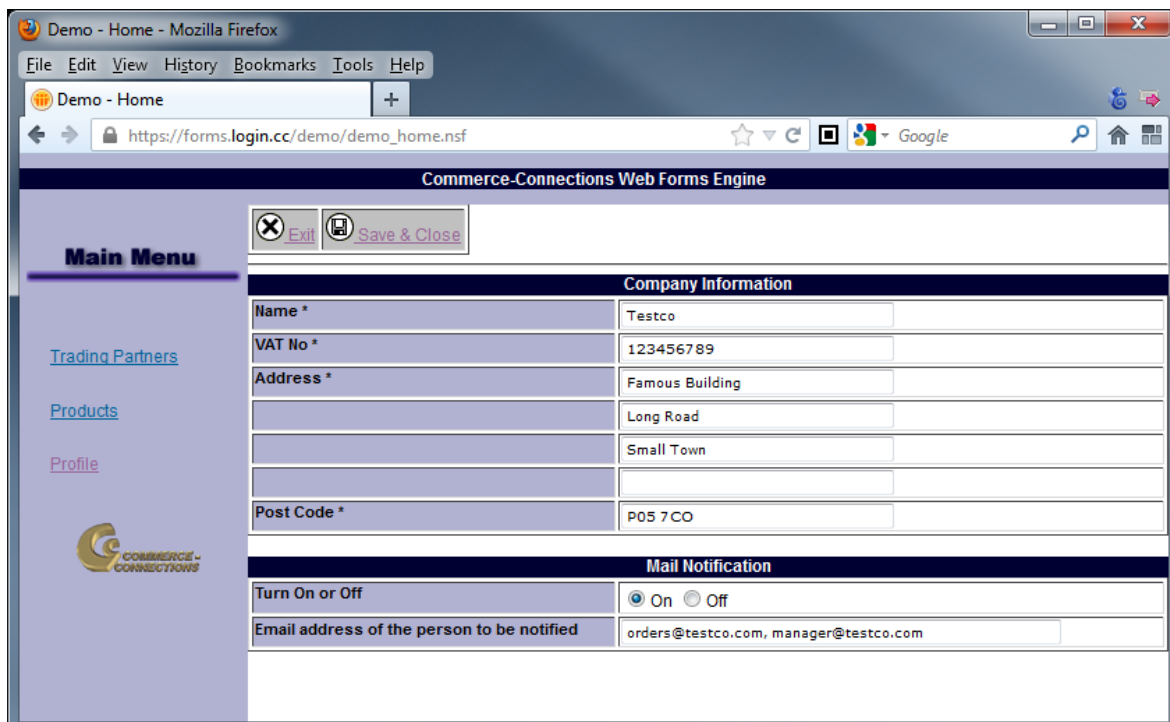 Demo - Home - Mozilla Firefox
File Edit View History Bookmarks Tools Help
Demo - Home +
https://forms.login.cc/demo/demo_home.nsf Google
Commerce-Connections Web Forms Engine
Exit Save & Close
Main Menu
Company Information
Name * Testco
VAT No * 123456789
Trading Partners
Address * Famous Building
Products
Long Road
Small Town
Profile
Post Code * P05 7CO
COMMERCE-
CONNECTIONS
Mail Notification
Turn On or Off On Off
Email address of the person to be notified orders@testco.com, manager@testco.com